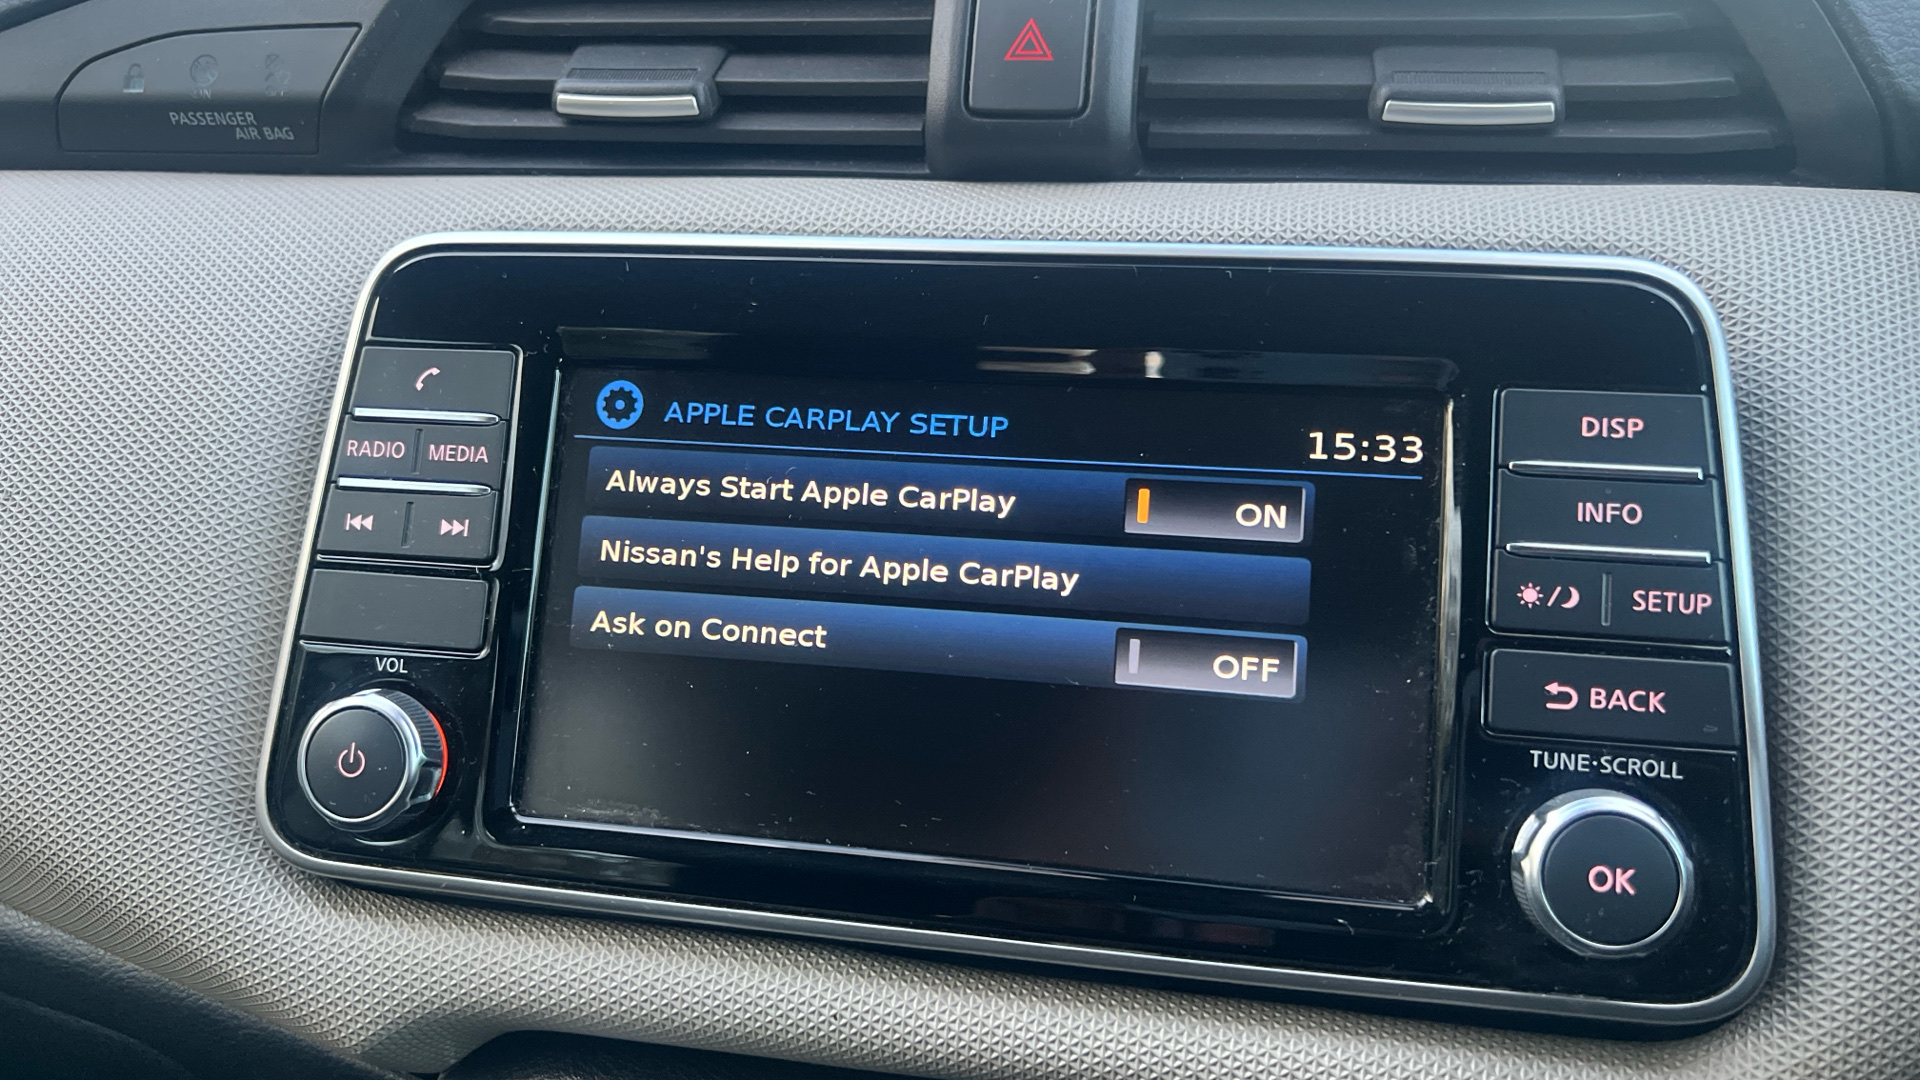 PASSENGER
AIR BAG
APPLE CARPLAY SETUP
15:33
Always Start Apple CarPlay ON
Nissan's Help for Apple CarPlay
Ask on Connect OFF
RADIO MEDIA
VOL
DISP
INFO
SETUP
BACK
TUNE·SCROLL
OK